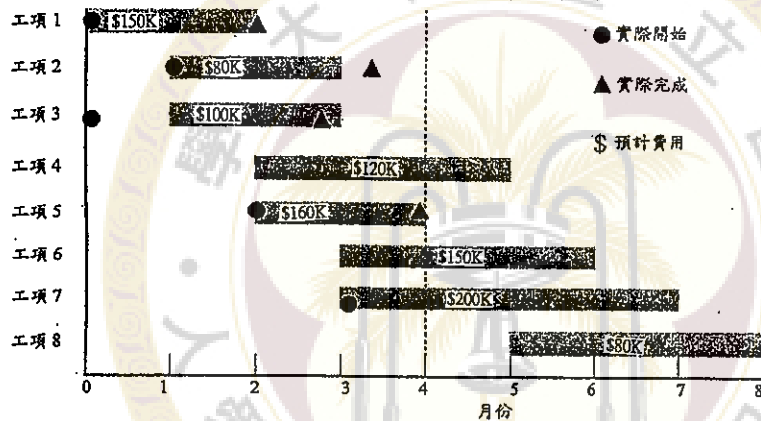 工項 1
$150K
實際開始
工項 2
$80K
實際完成
工項 3
$100K
$ 預計費用
工項 4
$120K
工項 5
$160K
工項 6
$150K
工項 7
$200K
工項 8
$80K
0 1 2 3 4 5 6 7 8
月份